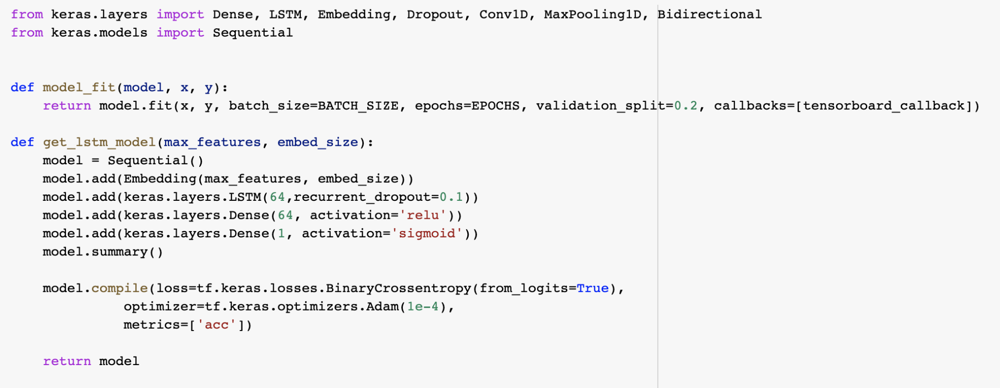 from keras.layers import Dense, LSTM, Embedding, Dropout, Conv1D, MaxPooling1D, Bidirectional
from keras.models import Sequential
def model_fit(model, x, y):
    return model.fit(x, y, batch_size=BATCH_SIZE, epochs=EPOCHS, validation_split=0.2, callbacks=[tensorboard_callback])
def get_lstm_model(max_features, embed_size):
    model = Sequential()
    model.add(Embedding(max_features, embed_size))
    model.add(keras.layers.LSTM(64,recurrent_dropout=0.1))
    model.add(keras.layers.Dense(64, activation='relu'))
    model.add(keras.layers.Dense(1, activation='sigmoid'))
    model.summary()
    model.compile(loss=tf.keras.losses.BinaryCrossentropy(from_logits=True),
              optimizer=tf.keras.optimizers.Adam(1e-4),
              metrics=['acc'])
    return model